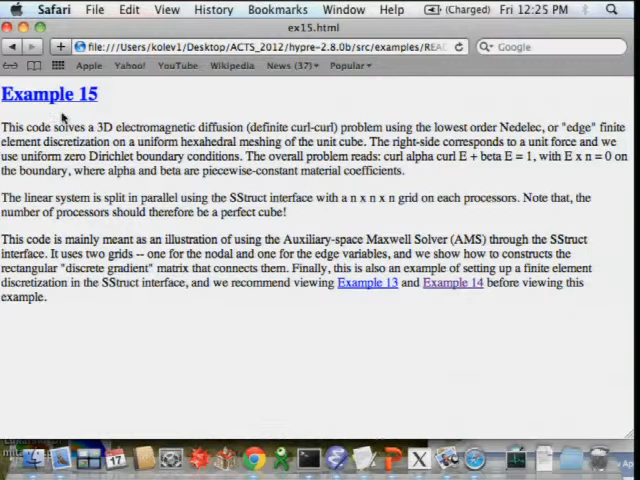 Safari File Edit View History Bookmarks Window Help (Charged) Fri 12:25 PM
ex15.html
file:///Users/kolev1/Desktop/ACTS_2012/hypre-2.8.0b/src/examples/REA Google
Apple Yahoo! YouTube Wikipedia News (37) Popular
Example 15
This code solves a 3D electromagnetic diffusion (definite curl-curl) problem using the lowest order Nedelec, or "edge" finite
element discretization on a uniform hexahedral meshing of the unit cube. The right-side corresponds to a unit force and we
use uniform zero Dirichlet boundary conditions. The overall problem reads: curl alpha curl E + beta E = 1, with E x n = 0 on
the boundary, where alpha and beta are piecewise-constant material coefficients.
The linear system is split in parallel using the SStruct interface with a n x n x n grid on each processors. Note that, the
number of processors should therefore be a perfect cube!
This code is mainly meant as an illustration of using the Auxiliary-space Maxwell Solver (AMS) through the SStruct
interface. It uses two grids -- one for the nodal and one for the edge variables, and we show how to constructs the
rectangular "discrete gradient" matrix that connects them. Finally, this is also an example of setting up a finite element
discretization in the SStruct interface, and we recommend viewing Example 13 and Example 14 before viewing this
example.
17